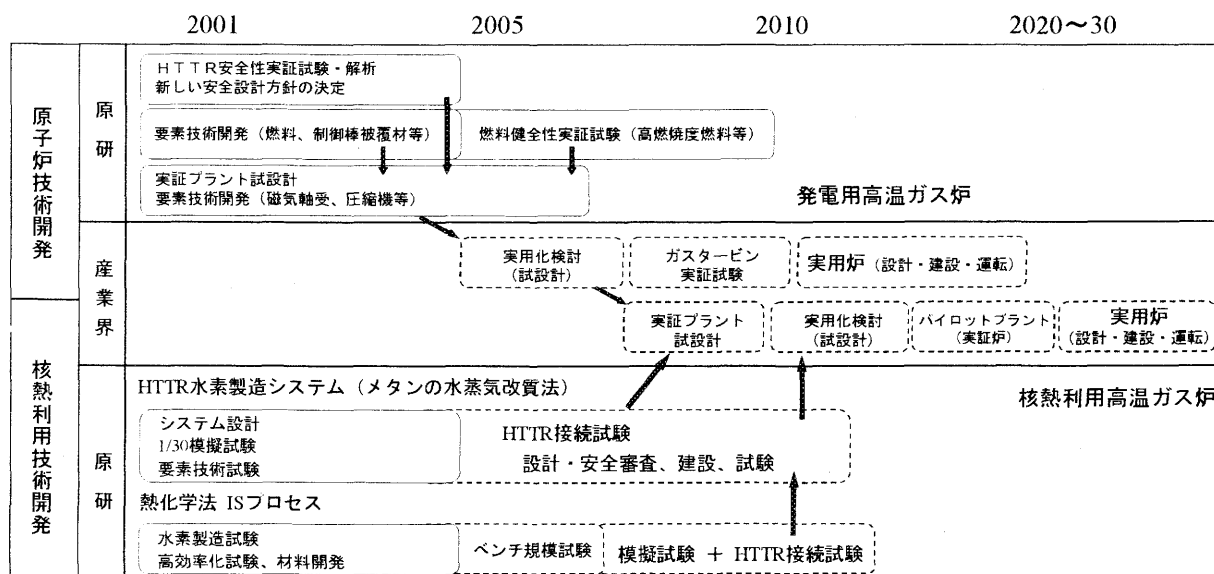 2001
2005
2010
2020～30
原子炉技術開発
原研
HTTR安全性実証試験・解析
新しい安全設計方針の決定
要素技術開発（燃料、制御棒被覆材等）
燃料健全性実証試験（高燃焼度燃料等）
実証プラント試設計
要素技術開発（磁気軸受、圧縮機等）
発電用高温ガス炉
産業界
実用化検討
（試設計）
ガスタービン
実証試験
実用炉（設計・建設・運転）
実証プラント
試設計
実用化検討
（試設計）
パイロットプラント
（実証炉）
実用炉
（設計・建設・運転）
核熱利用技術開発
原研
HTTR水素製造システム（メタンの水蒸気改質法）
核熱利用高温ガス炉
システム設計
1/30模擬試験
要素技術試験
HTTR接続試験
設計・安全審査、建設、試験
熱化学法 ISプロセス
水素製造試験
高効率化試験、材料開発
ベンチ規模試験
模擬試験 ＋ HTTR接続試験